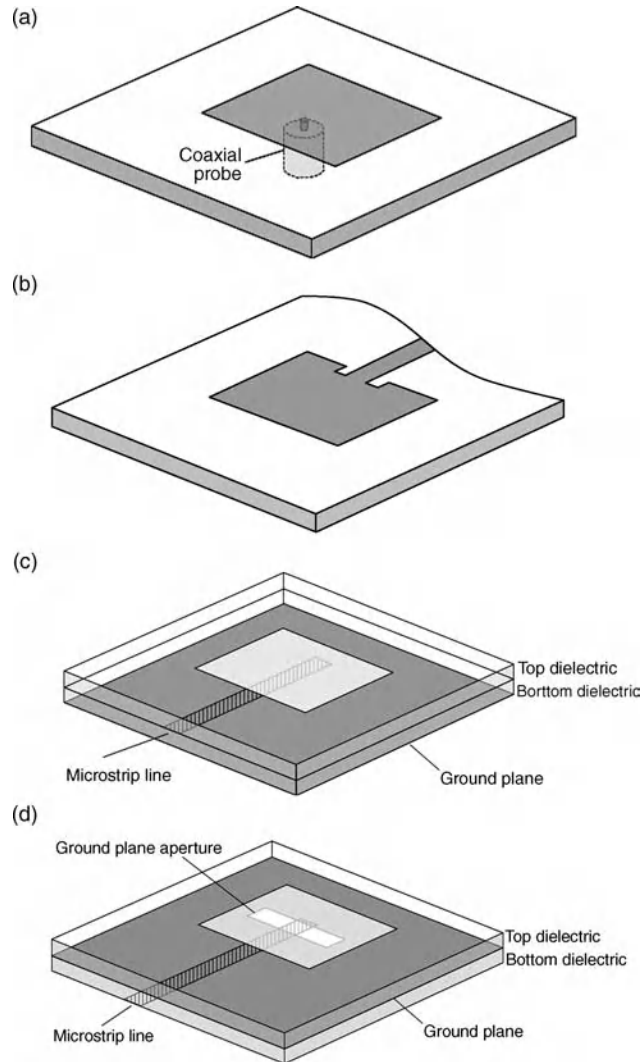 (a)
Coaxial
probe
(b)
(c)
Top dielectric
Borttom dielectric
Microstrip line
Ground plane
(d)
Ground plane aperture
Top dielectric
Bottom dielectric
Microstrip line
Ground plane